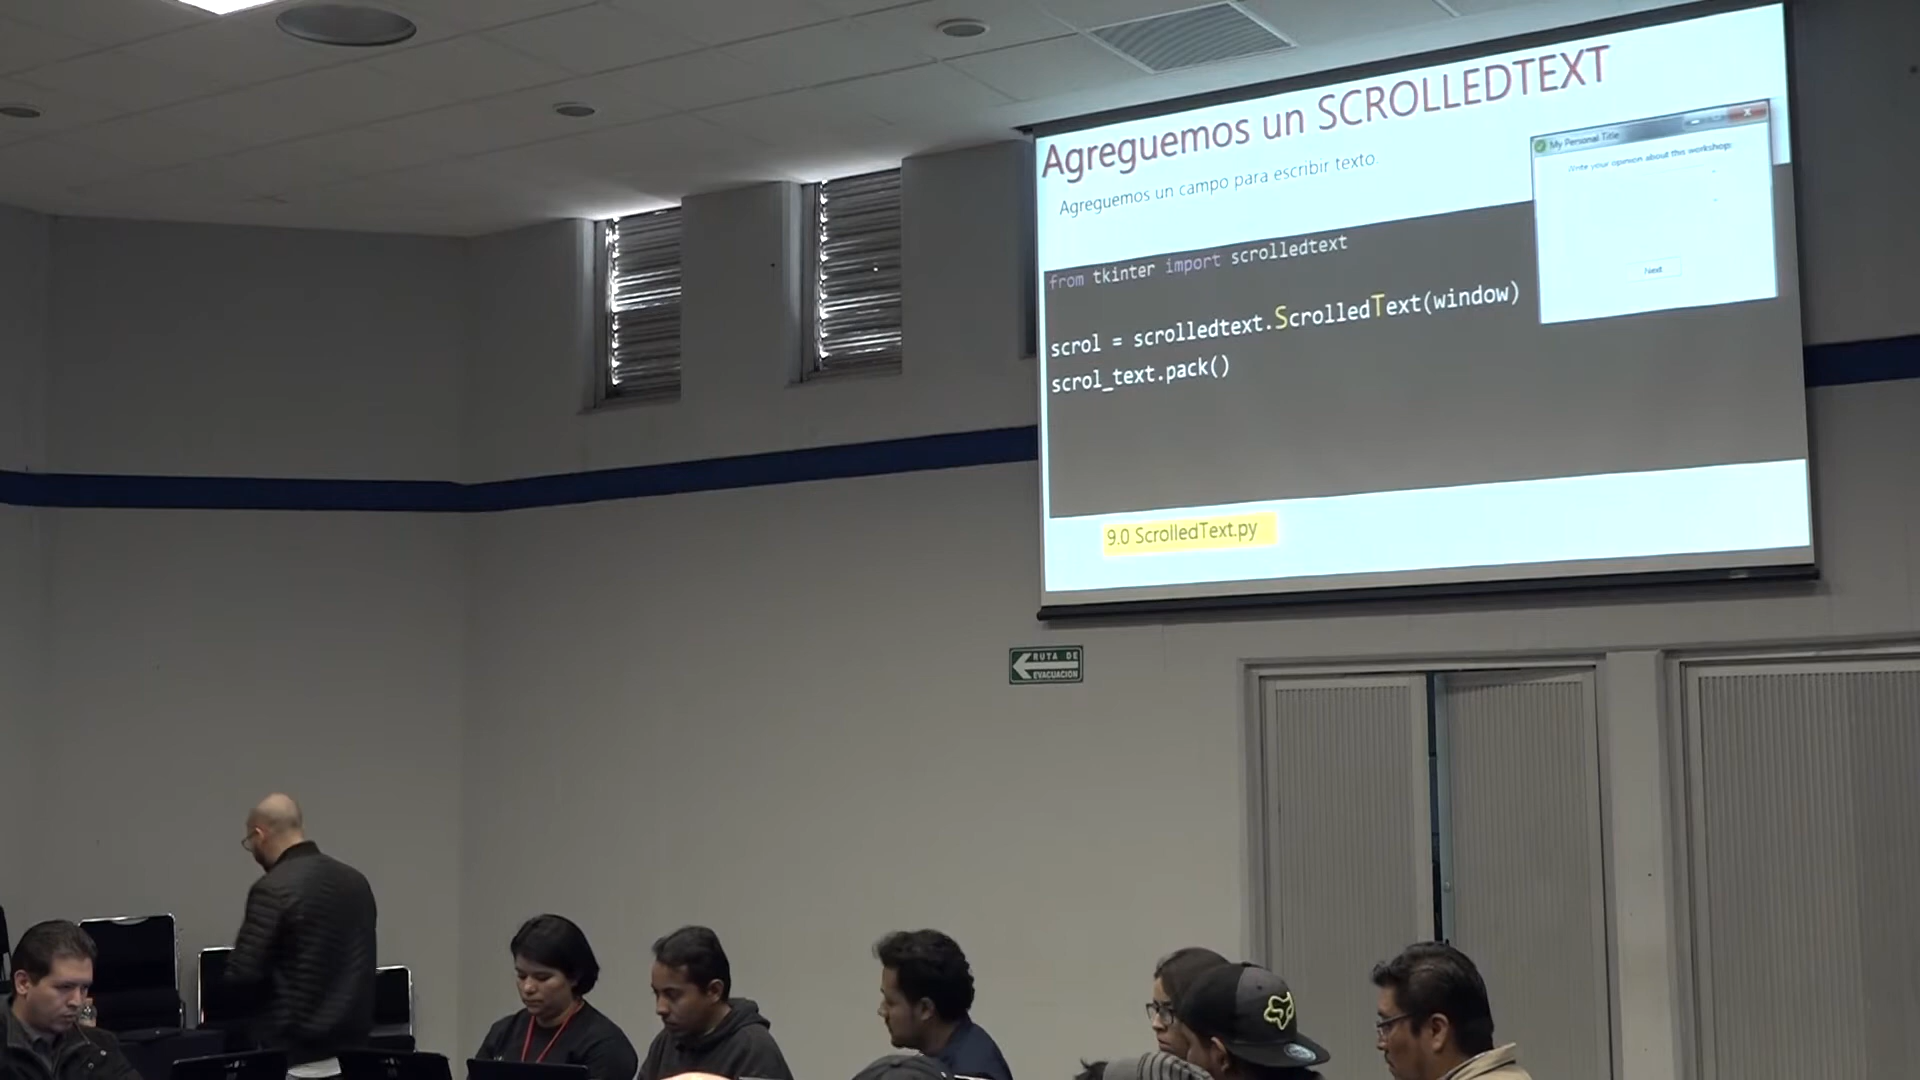 Agreguemos un SCROLLEDTEXT
Agreguemos un campo para escribir texto.
My Personal Title
Write your opinion about this workshop:
Next
from tkinter import scrolledtext
scrol = scrolledtext.ScrolledText(window)
scrol_text.pack()
9.0 ScrolledText.py
RUTA DE
EVACUACION